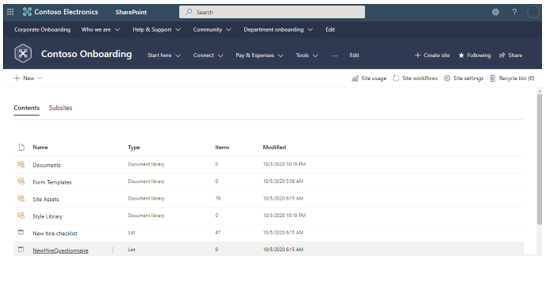 Contoso Electronics SharePoint Search ?
Corporate Onboarding Who we are Help & Support Community Department onboarding Edit
Contoso Onboarding Start here Connect Pay & Expenses Tools ... Edit + Create site Following Share
+ New Site usage Site workflows Site settings Recycle bin (0)
Contents Subsites
Name Type Items Modified
Documents Document library 0 10/3/2020 10:19 PM
Form Templates Document library 0 10/5/2020 AM
Site Assets Document library 76 10/5/2020 6:15 AM
Style Library Document library 0 10/3/2020 10:19 PM
New hire checklist List 47 10/5/2020 6:15 AM
NewHireQuestionnaire List 0 10/5/2020 6:15 AM